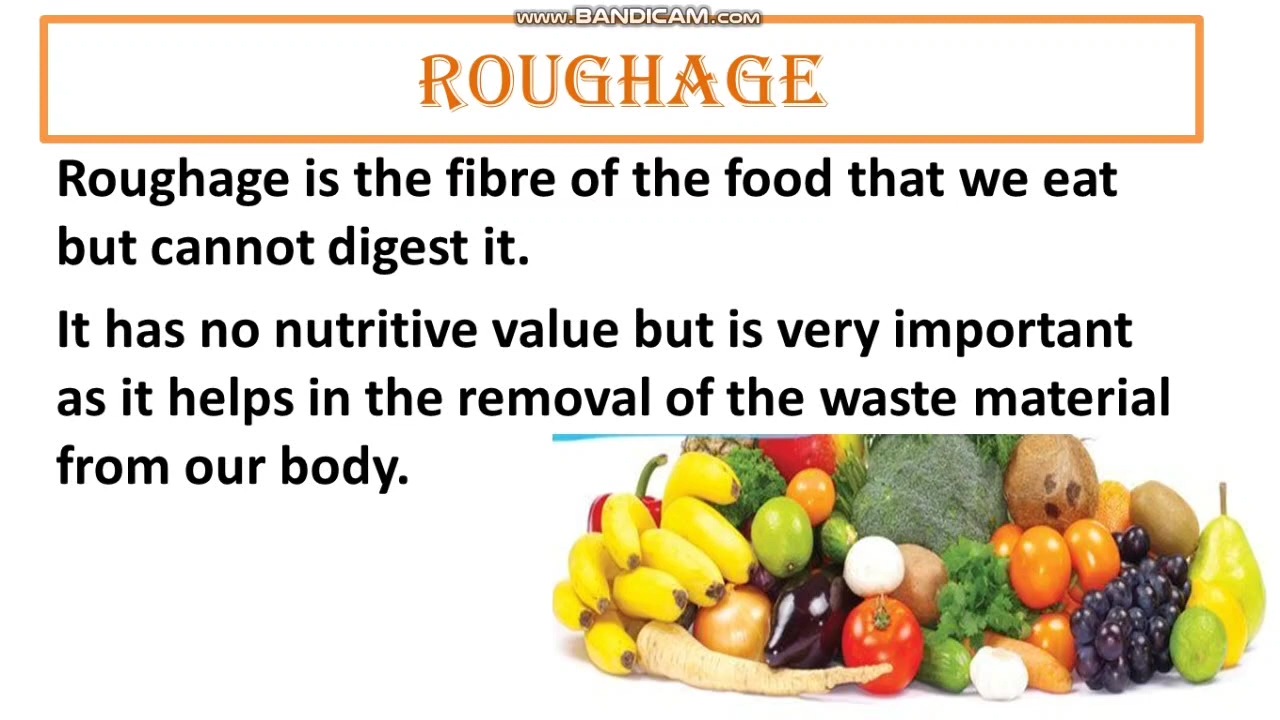 www.BANDICAM.com
ROUGHAGE
Roughage is the fibre of the food that we eat
but cannot digest it.
It has no nutritive value but is very important
as it helps in the removal of the waste material
from our body.